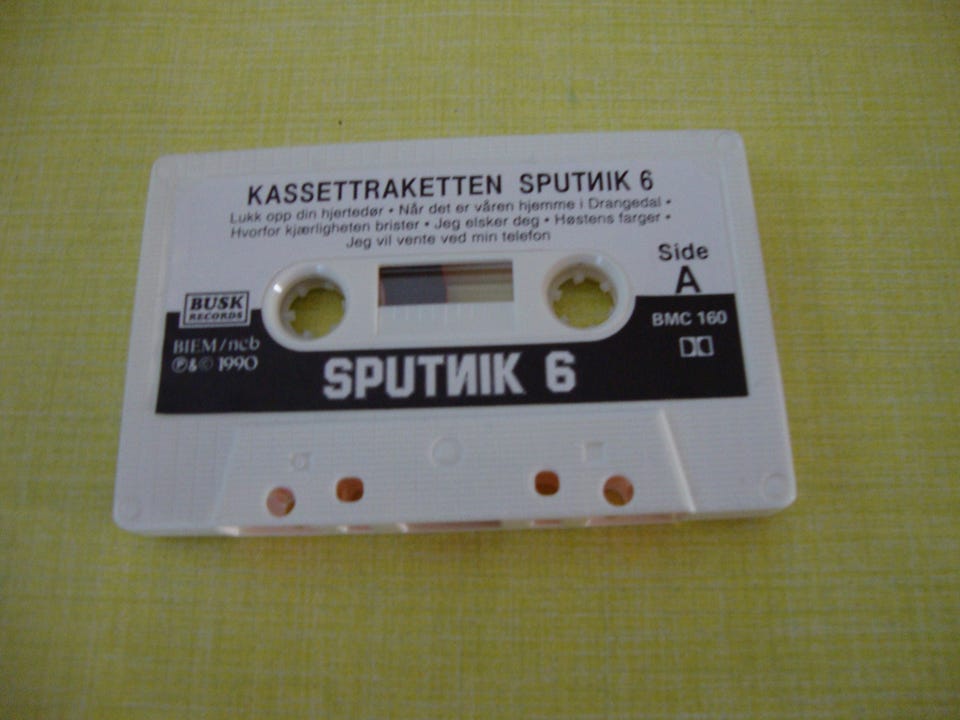 KASSETTRAKETTEN SPUTИIK 6
Lukk opp din hjertedør • Når det er våren hjemme i Drangedal •
Hvorfor kjærligheten brister • Jeg elsker deg • Høstens farger •
Jeg vil vente ved min telefon
Side
A
BUSK
RECORDS
BMC 160
BIEM/ncb
℗&© 1990
SPUTИIK 6